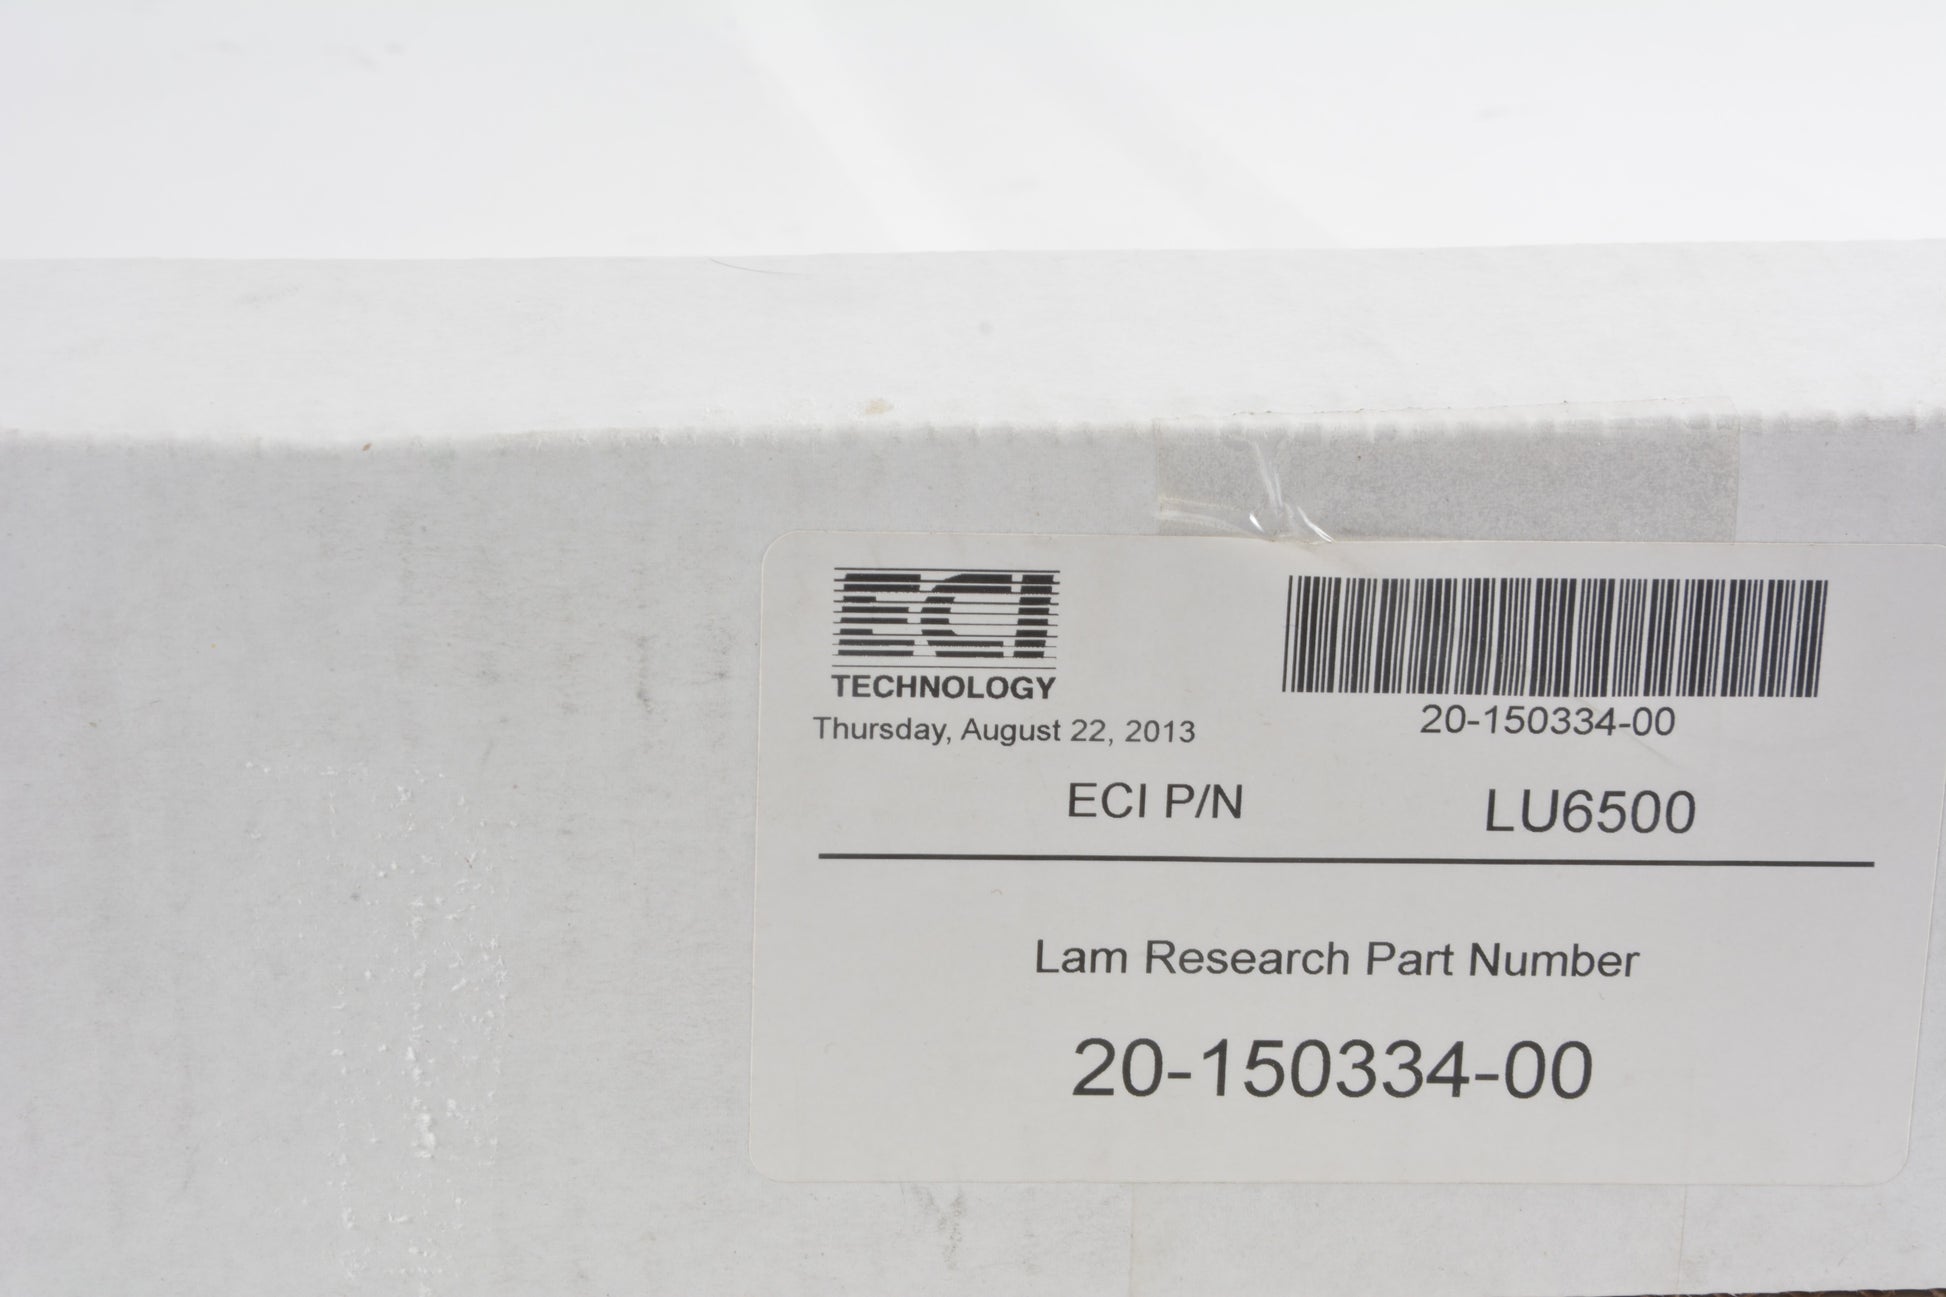 ECI
TECHNOLOGY
Thursday, August 22, 2013
20-150334-00
ECI P/N LU6500
Lam Research Part Number
20-150334-00